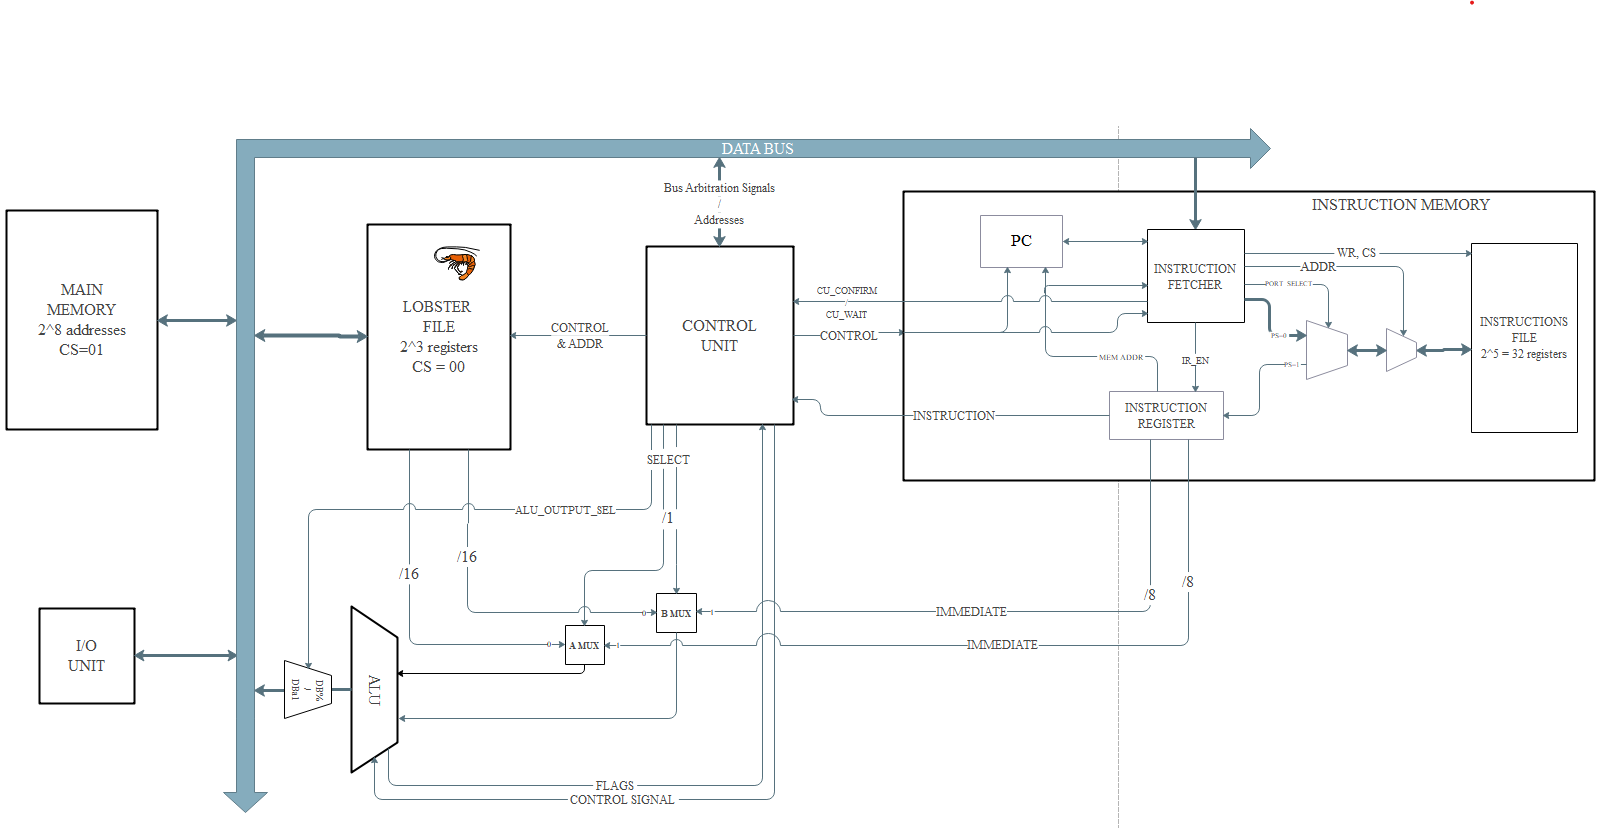 DATA BUS
Bus Arbitration Signals
/
Addresses
INSTRUCTION MEMORY
MAIN
MEMORY
2^8 addresses
CS=01
LOBSTER
FILE
2^3 registers
CS = 00
CONTROL
& ADDR
CONTROL
UNIT
CU_CONFIRM
/
CU_WAIT
CONTROL
INSTRUCTION
PC
INSTRUCTION
FETCHER
WR, CS
ADDR
PORT SELECT
PS=0
PS=1
INSTRUCTIONS
FILE
2^5 = 32 registers
MEM ADDR
IR_EN
INSTRUCTION
REGISTER
SELECT
ALU_OUTPUT_SEL
/1
/16
/16
/8
/8
IMMEDIATE
IMMEDIATE
0
B MUX
1
0
A MUX
1
I/O
UNIT
DB%
/
DBa1
ALU
FLAGS
CONTROL SIGNAL